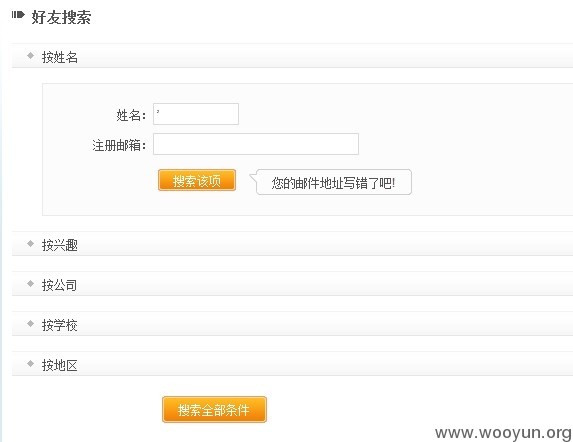 好友搜索
按姓名
姓名: '
注册邮箱:
搜索该项 您的邮件地址写错了吧!
按兴趣
按公司
按学校
按地区
搜索全部条件
www.wooyun.org